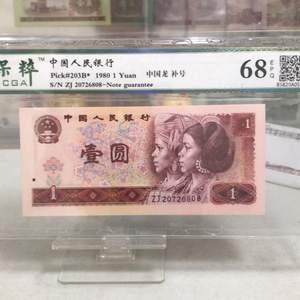 保粹
CGA
中国人民银行
Pick#203B* 1980 1 Yuan 中国龙 补号
S/N ZJ 20726808-Note guarantee
68 EPQ
中国人民银行
1
壹圆
1
ZJ20726808